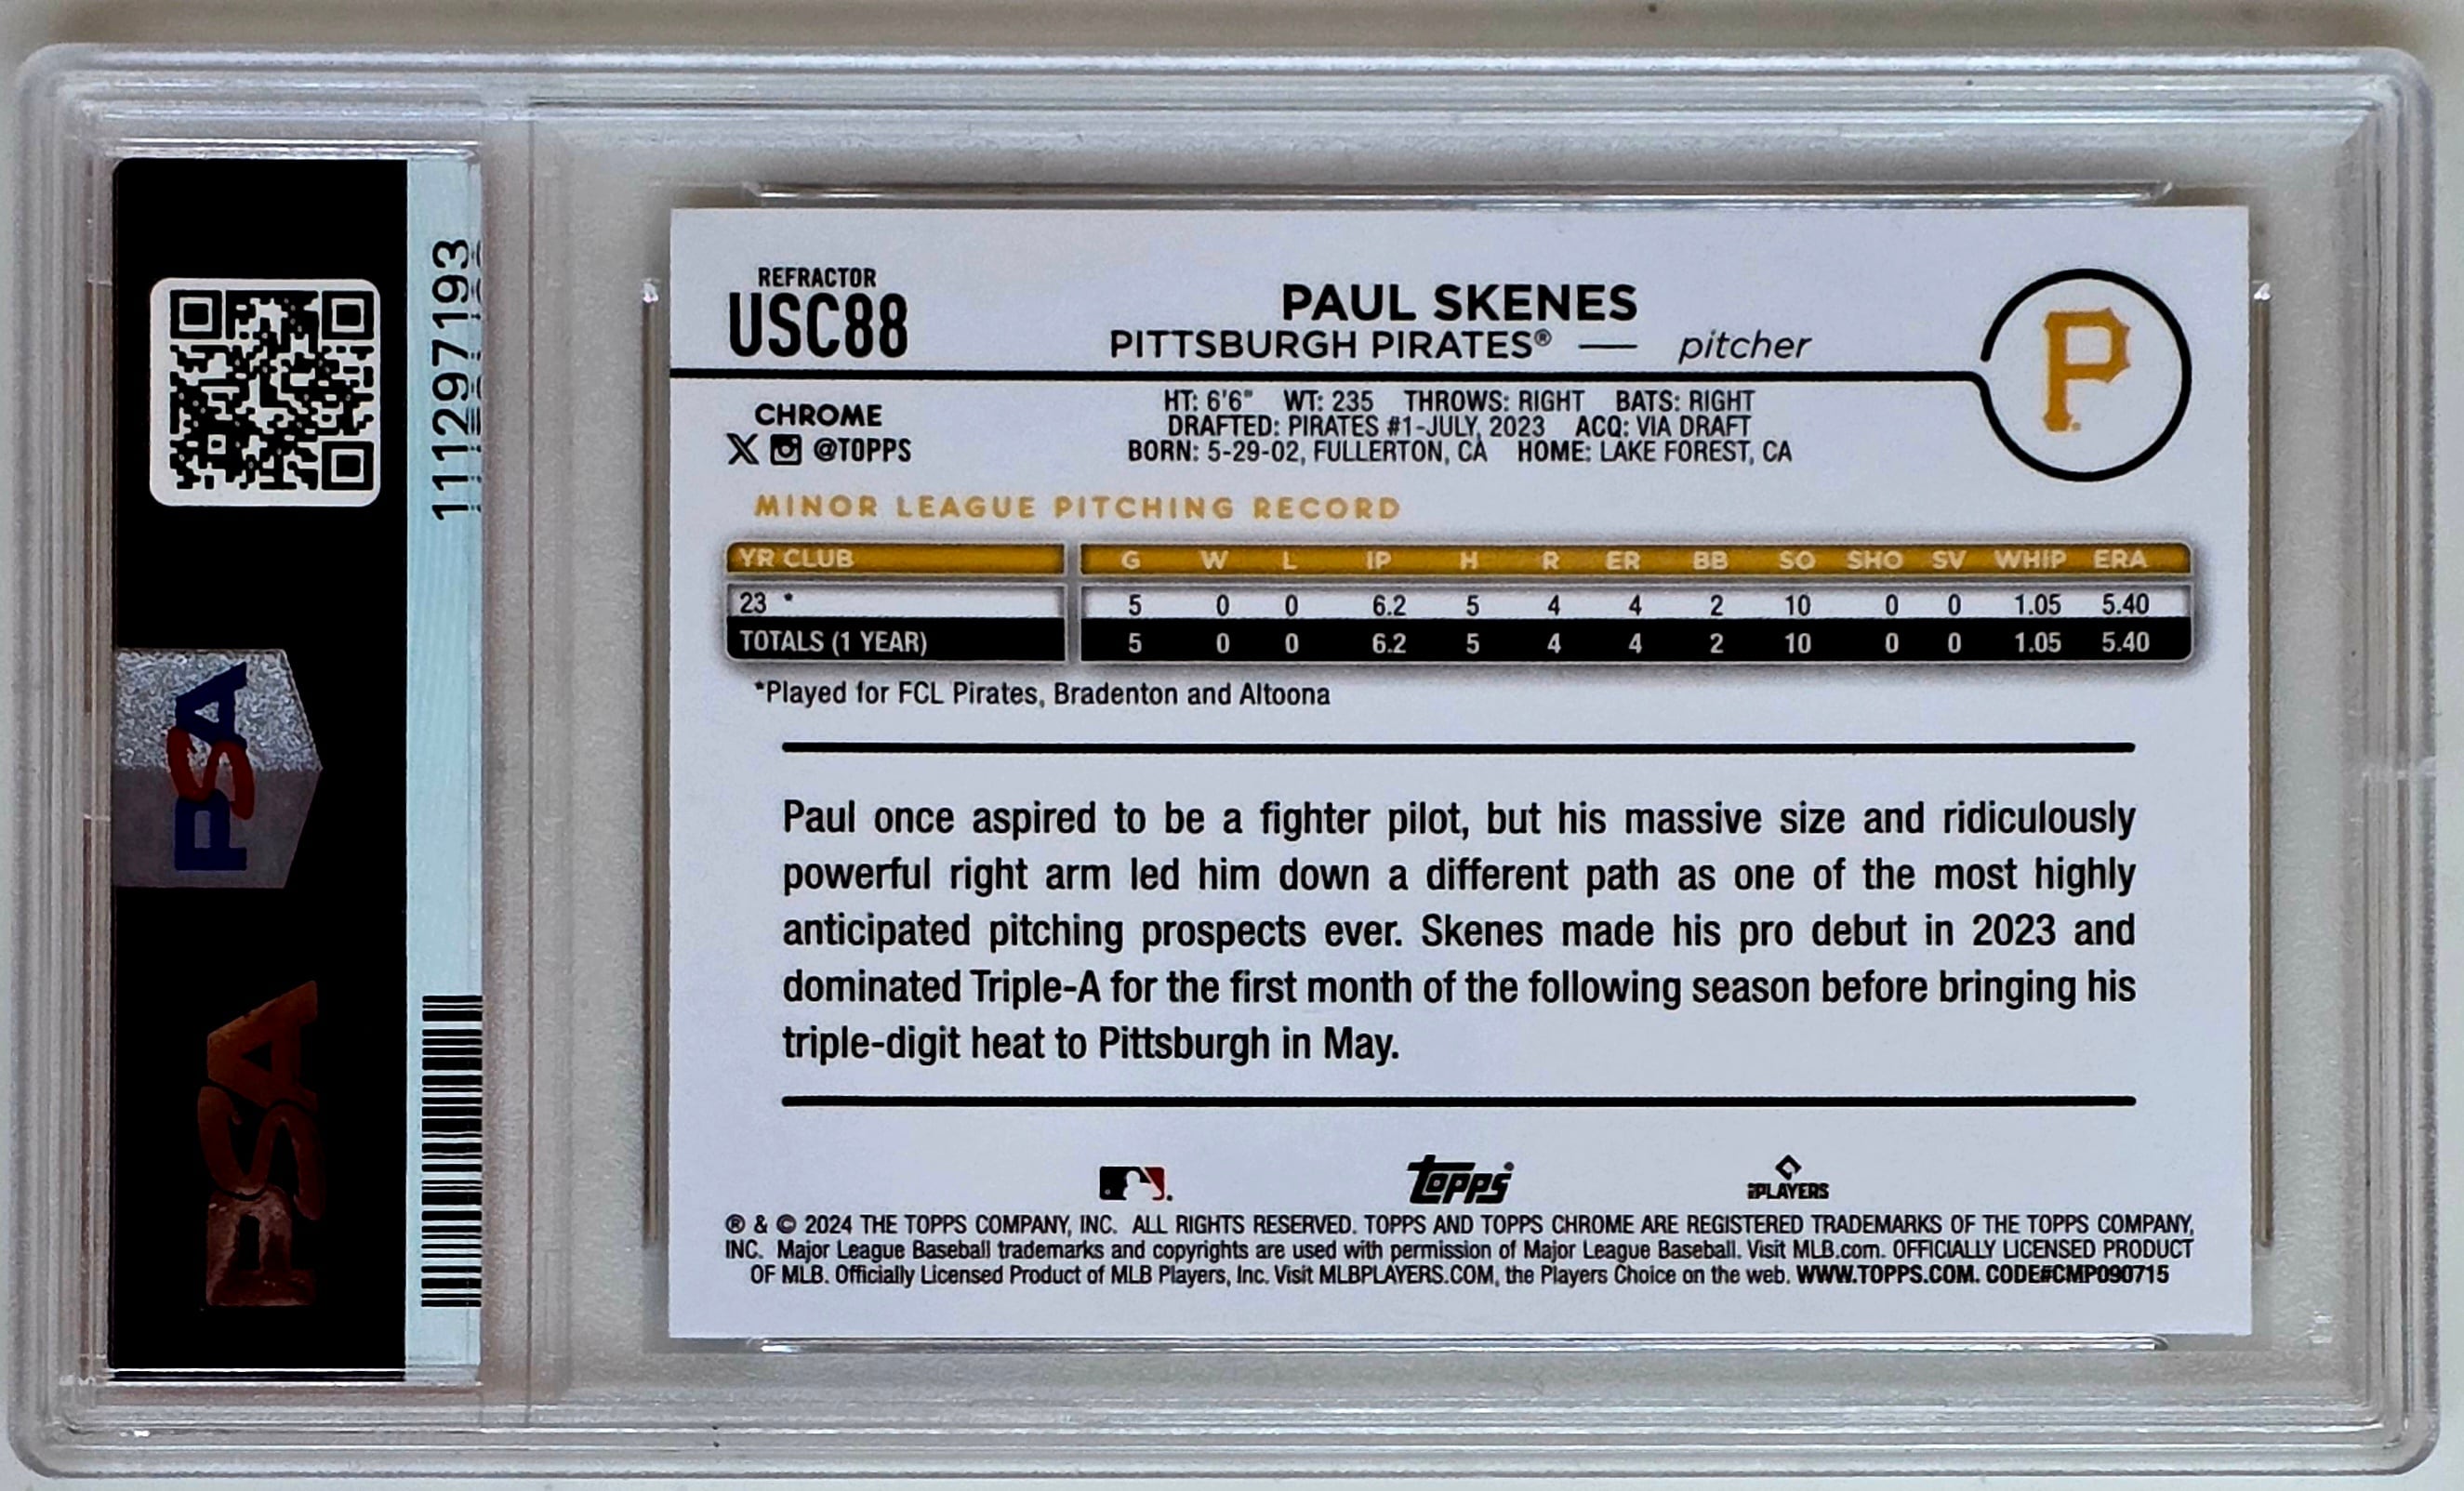 111297193
PSA
PSA
REFRACTOR
USC88
PAUL SKENES
PITTSBURGH PIRATES® — pitcher
P
CHROME
X @TOPPS
HT: 6'6" WT: 235 THROWS: RIGHT BATS: RIGHT
DRAFTED: PIRATES #1-JULY, 2023 ACQ: VIA DRAFT
BORN: 5-29-02, FULLERTON, CA HOME: LAKE FOREST, CA
MINOR LEAGUE PITCHING RECORD
YR CLUB G W L IP H R ER BB SO SHO SV WHIP ERA
23 * 5 0 0 6.2 5 4 4 2 10 0 0 1.05 5.40
TOTALS (1 YEAR) 5 0 0 6.2 5 4 4 2 10 0 0 1.05 5.40
*Played for FCL Pirates, Bradenton and Altoona
Paul once aspired to be a fighter pilot, but his massive size and ridiculously
powerful right arm led him down a different path as one of the most highly
anticipated pitching prospects ever. Skenes made his pro debut in 2023 and
dominated Triple-A for the first month of the following season before bringing his
triple-digit heat to Pittsburgh in May.
Topps
PLAYERS
® & © 2024 THE TOPPS COMPANY, INC. ALL RIGHTS RESERVED. TOPPS AND TOPPS CHROME ARE REGISTERED TRADEMARKS OF THE TOPPS COMPANY,
INC. Major League Baseball trademarks and copyrights are used with permission of Major League Baseball. Visit MLB.com. OFFICIALLY LICENSED PRODUCT
OF MLB. Officially Licensed Product of MLB Players, Inc. Visit MLBPLAYERS.COM, the Players Choice on the web. WWW.TOPPS.COM. CODE#CMP090715